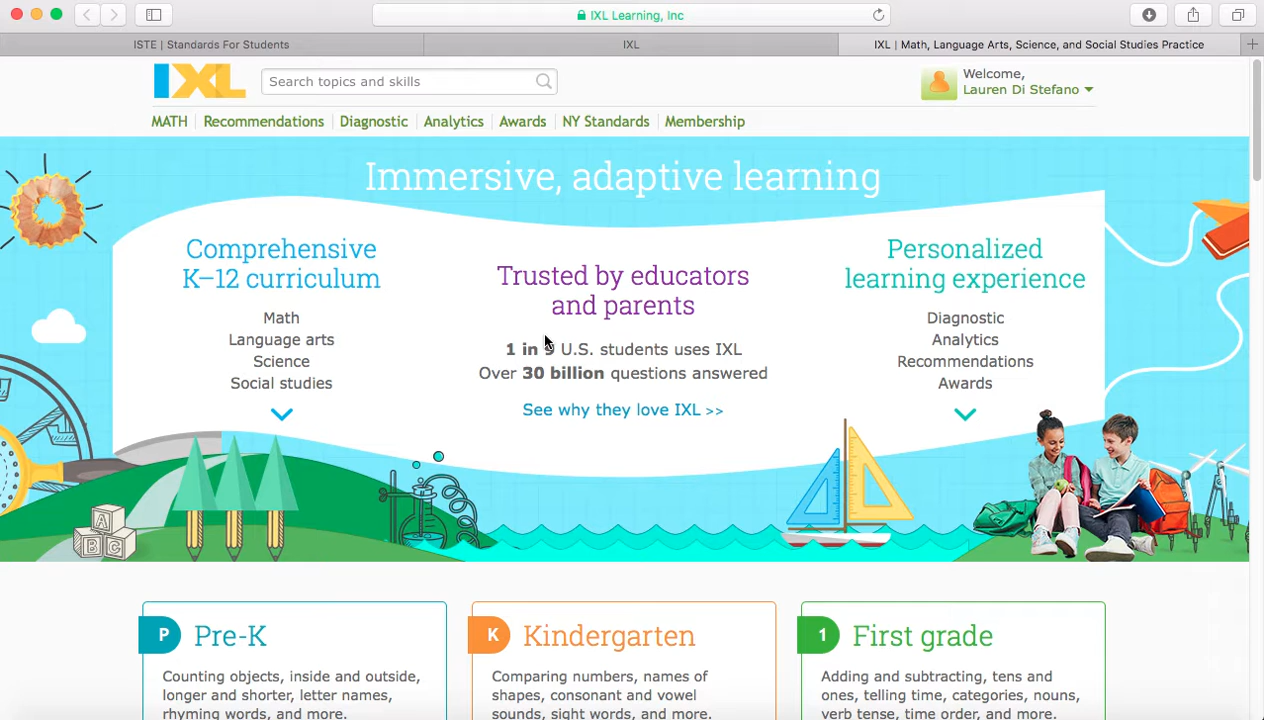 IXL Learning, Inc
ISTE | Standards For Students
IXL
IXL | Math, Language Arts, Science, and Social Studies Practice
IXL
Search topics and skills
Welcome,
Lauren Di Stefano
MATH
Recommendations
Diagnostic
Analytics
Awards
NY Standards
Membership
Immersive, adaptive learning
Comprehensive
K–12 curriculum
Math
Language arts
Science
Social studies
Trusted by educators
and parents
1 in 9 U.S. students uses IXL
Over 30 billion questions answered
See why they love IXL >>
Personalized
learning experience
Diagnostic
Analytics
Recommendations
Awards
A
B C
P Pre-K
Counting objects, inside and outside,
longer and shorter, letter names,
rhyming words, and more.
K Kindergarten
Comparing numbers, names of
shapes, consonant and vowel
sounds, sight words, and more.
1 First grade
Adding and subtracting, tens and
ones, telling time, categories, nouns,
verb tense, time order, and more.